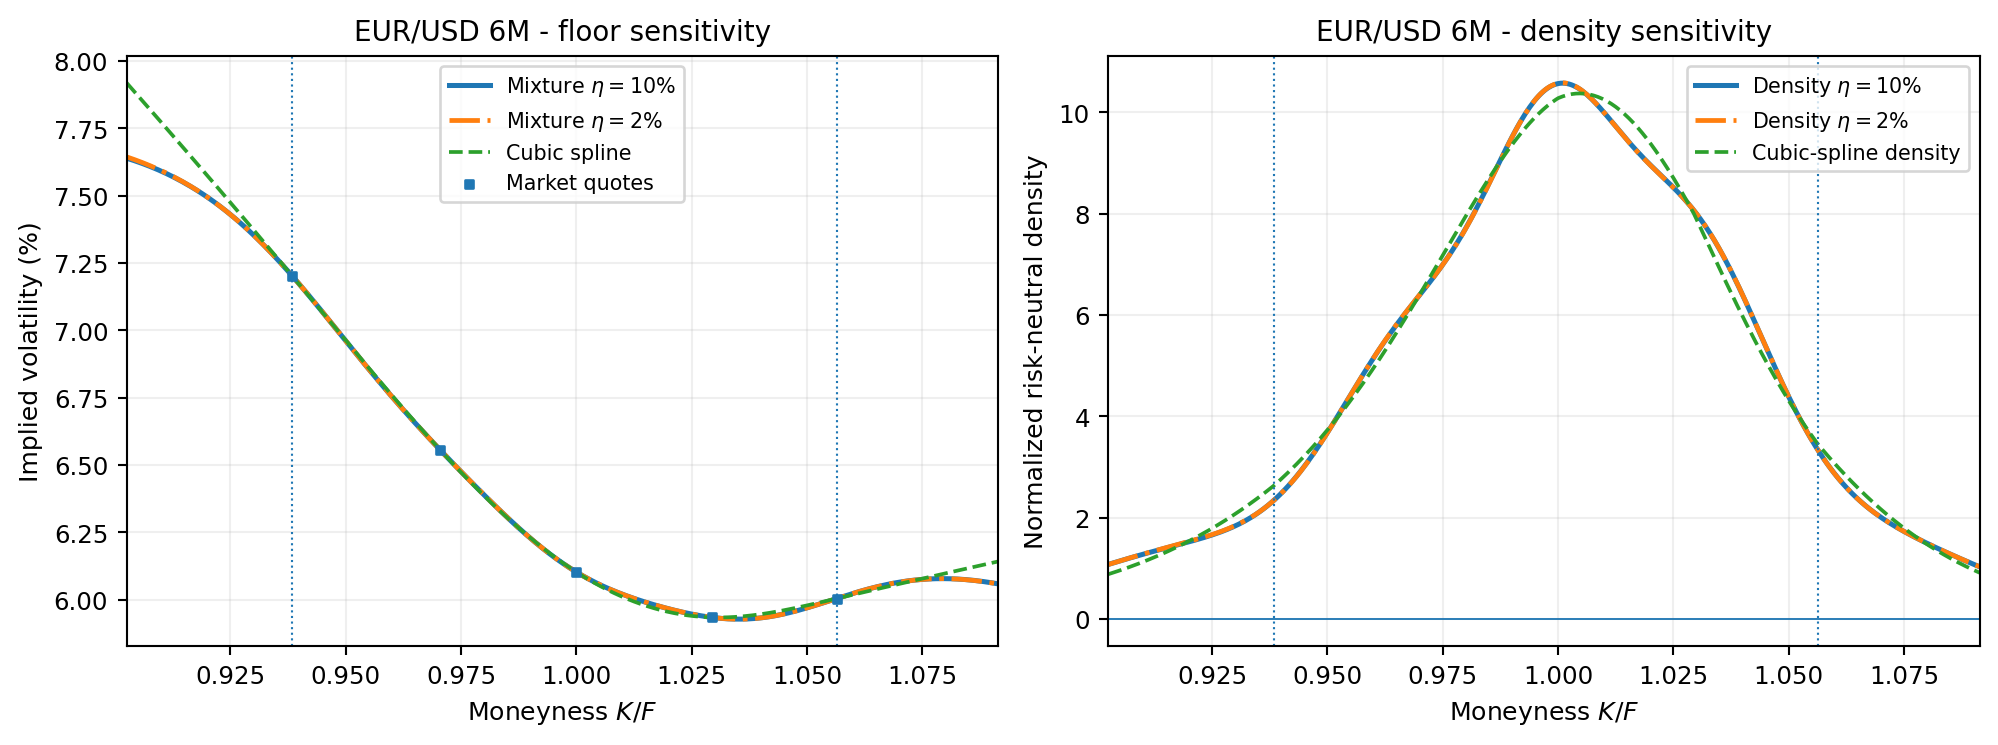 EUR/USD 6M - floor sensitivity
Implied volatility (%)
8.00
7.75
7.50
7.25
7.00
6.75
6.50
6.25
6.00
Mixture η = 10%
Mixture η = 2%
Cubic spline
Market quotes
0.925 0.950 0.975 1.000 1.025 1.050 1.075
Moneyness K/F
EUR/USD 6M - density sensitivity
Normalized risk-neutral density
10
8
6
4
2
0
Density η = 10%
Density η = 2%
Cubic-spline density
0.925 0.950 0.975 1.000 1.025 1.050 1.075
Moneyness K/F